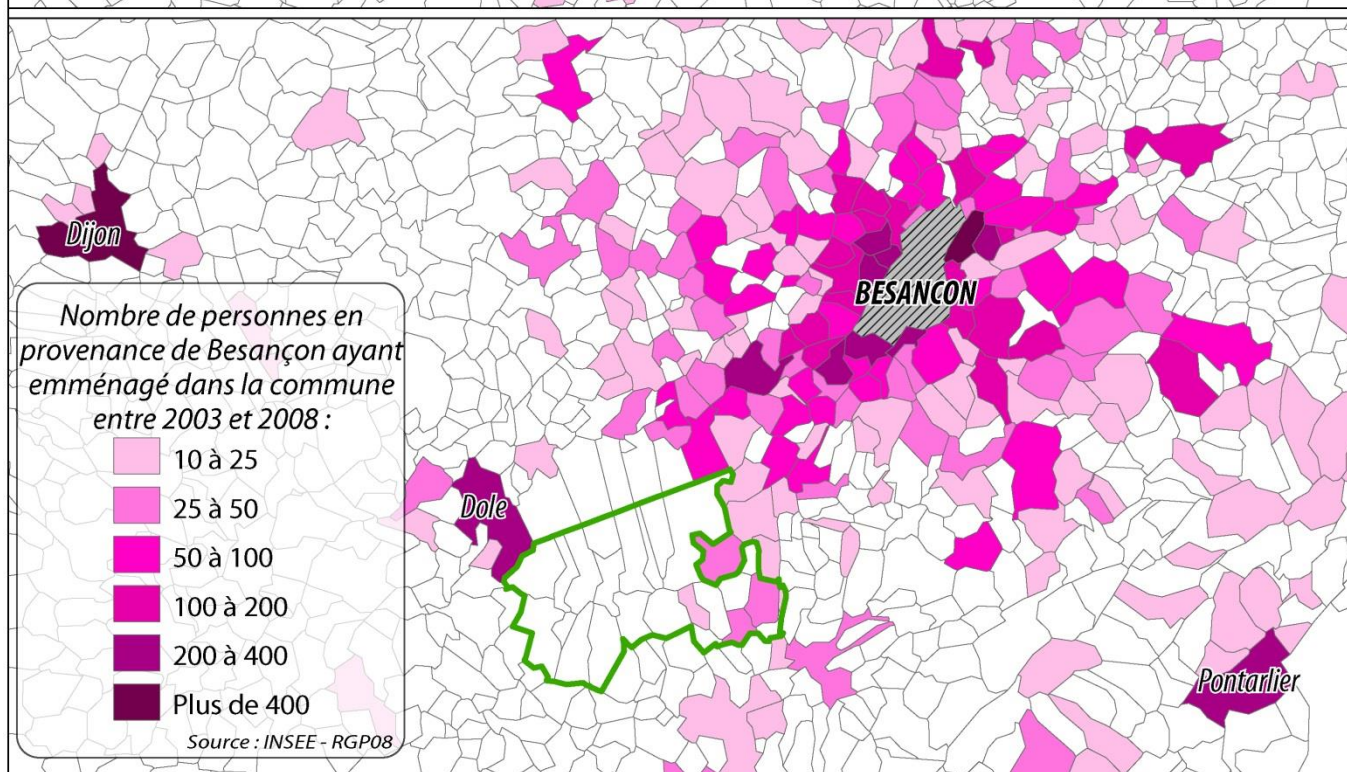 Dijon
BESANCON
Nombre de personnes en
provenance de Besançon ayant
emménagé dans la commune
entre 2003 et 2008 :
10 à 25
25 à 50
50 à 100
100 à 200
200 à 400
Plus de 400
Source : INSEE - RGP08
Dole
Pontarlier